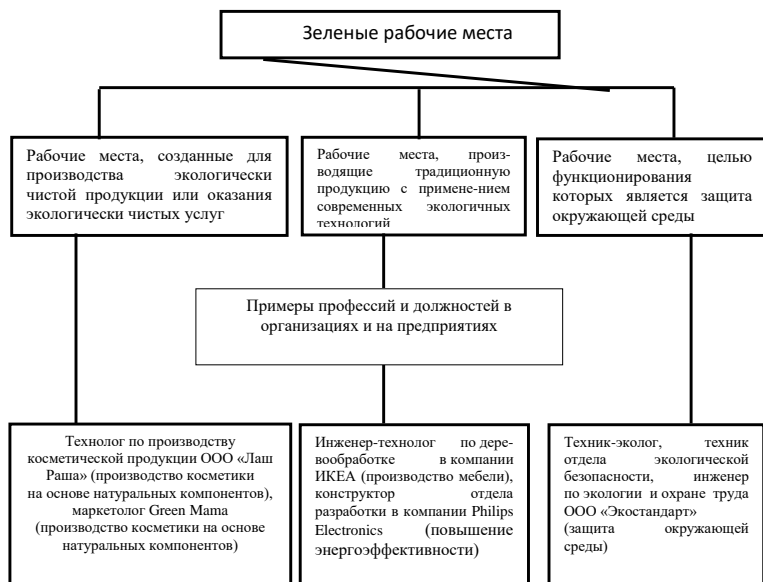 Зеленые рабочие места
Рабочие места, созданные для
производства экологически
чистой продукции или оказания
экологически чистых услуг
Рабочие места, произ-
водящие традиционную
продукцию с примене-нием
современных экологичных
технологий
Рабочие места, целью
функционирования
которых является защита
окружающей среды
Примеры профессий и должностей в
организациях и на предприятиях
Технолог по производству
косметической продукции ООО «Лаш
Раша» (производство косметики
на основе натуральных компонентов),
маркетолог Green Mama
(производство косметики на основе
натуральных компонентов)
Инженер-технолог по дере-
вообработке в компании
ИКЕА (производство мебели),
конструктор отдела
разработки в компании Philips
Electronics (повышение
энергоэффективности)
Техник-эколог, техник
отдела экологической
безопасности, инженер
по экологии и охране труда
ООО «Экостандарт»
(защита окружающей
среды)